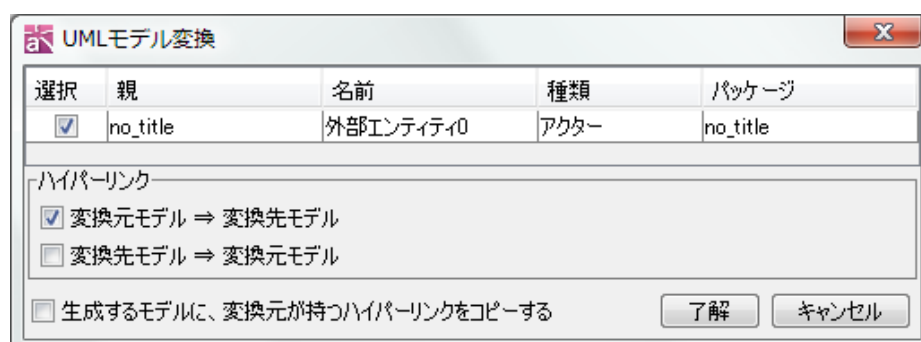 UMLモデル変換
選択 親 名前 種類 パッケージ
no_title 外部エンティティ0 アクター no_title
ハイパーリンク
変換元モデル ⇒ 変換先モデル
変換先モデル ⇒ 変換元モデル
生成するモデルに、変換元が持つハイパーリンクをコピーする 了解 キャンセル